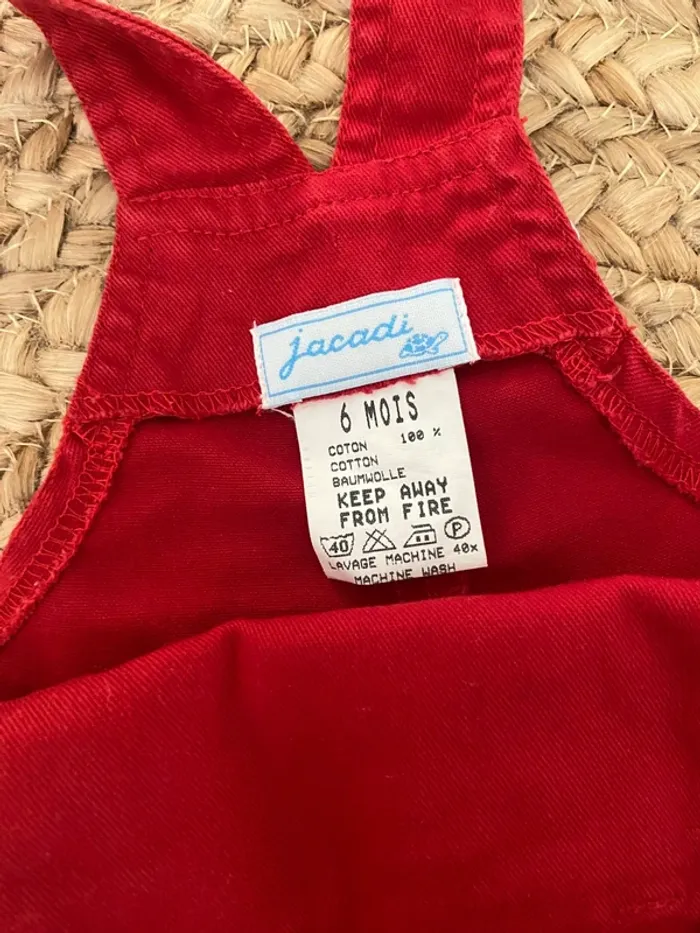 jacadi
6 MOIS
COTON 100 %
COTTON
BAUMWOLLE
KEEP AWAY
FROM FIRE
40 P
LAVAGE MACHINE 40x
MACHINE WASH